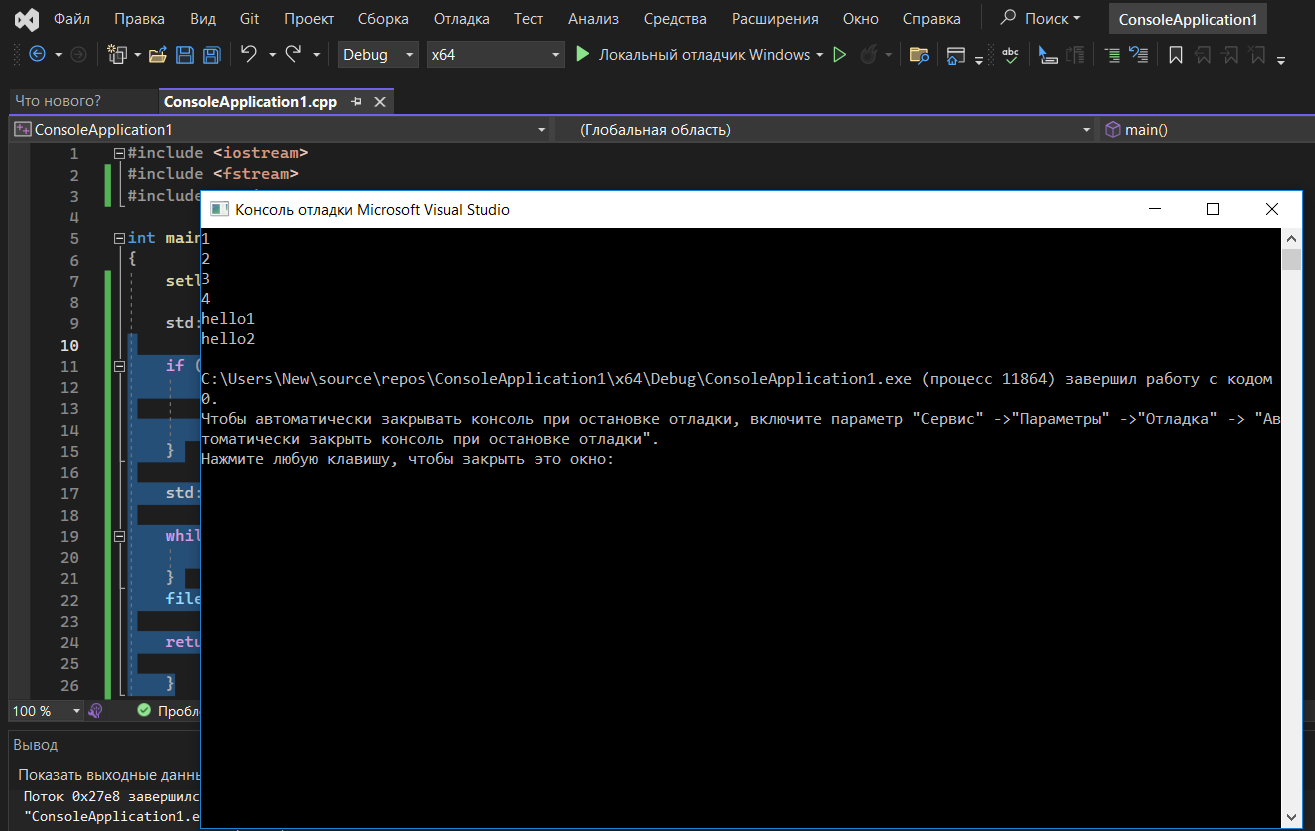 Файл Правка Вид Git Проект Сборка Отладка Тест Анализ Средства Расширения Окно Справка Поиск ConsoleApplication1
Debug x64 Локальный отладчик Windows abc
Что нового? ConsoleApplication1.cpp
ConsoleApplication1 (Глобальная область) main()
1 #include <iostream>
2 #include <fstream>
3 #include
4
5 int main
6 {
7 setl
8
9 std:
10
11 if (
12
13
14
15 }
16
17 std:
18
19 whil
20
21 }
22 file
23
24 retu
25
26 }
100 % Пробл
Вывод
Показать выходные данны
Поток 0x27e8 завершилс
"ConsoleApplication1.e
Консоль отладки Microsoft Visual Studio
1
2
3
4
hello1
hello2
C:\Users\New\source\repos\ConsoleApplication1\x64\Debug\ConsoleApplication1.exe (процесс 11864) завершил работу с кодом
0.
Чтобы автоматически закрывать консоль при остановке отладки, включите параметр "Сервис" ->"Параметры" ->"Отладка" -> "Ав
томатически закрыть консоль при остановке отладки".
Нажмите любую клавишу, чтобы закрыть это окно: